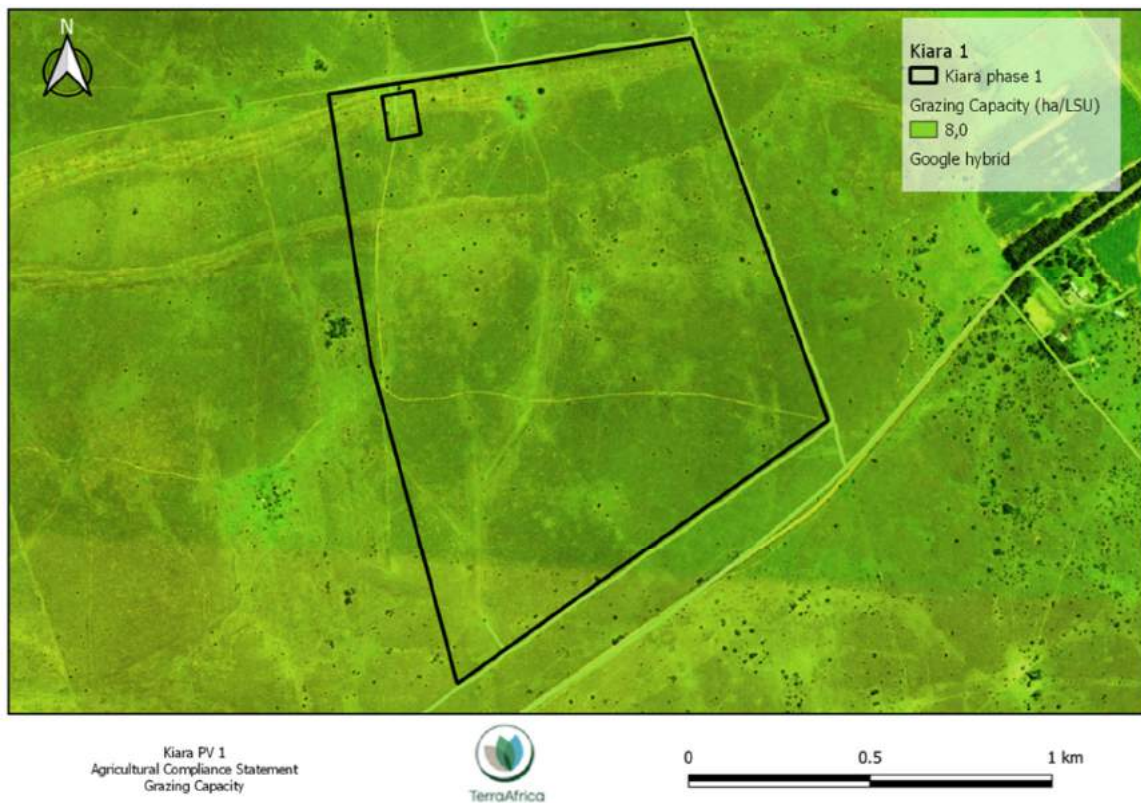 N
Kiara 1
Kiara phase 1
Grazing Capacity (ha/LSU)
8,0
Google hybrid
Kiara PV 1
Agricultural Compliance Statement
Grazing Capacity
TerraAfrica
0 0.5 1 km